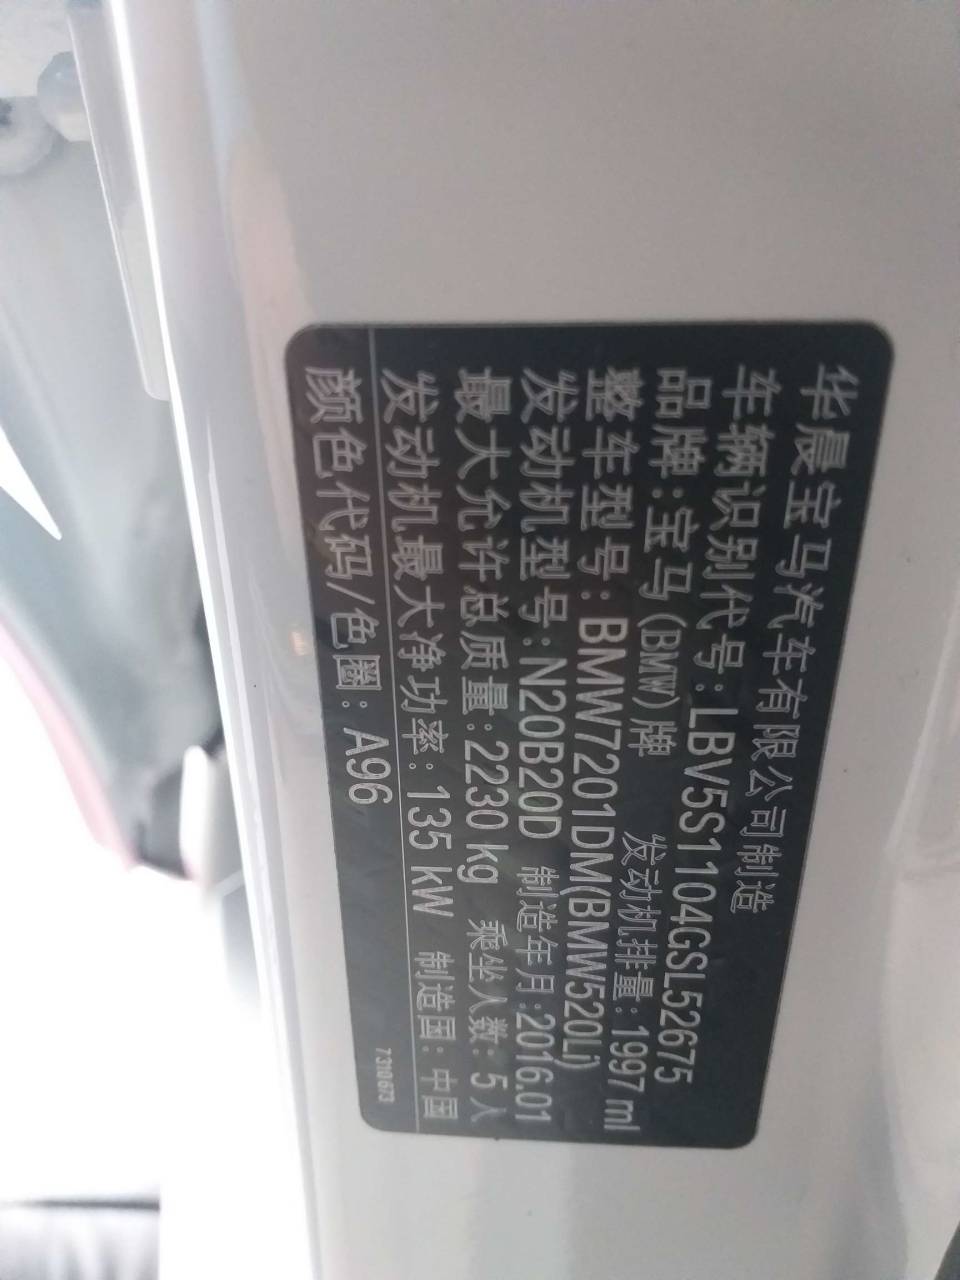 华晨宝马汽车有限公司制造
车辆识别代号:LBV5S1104GSL52675
品牌:宝马(BMW)牌 发动机排量:1997 ml
整车型号:BMW7201DM(BMW520Li)
发动机型号:N20B20D 制造年月:2016.01
最大允许总质量:2230 kg 乘坐人数:5 人
发动机最大净功率:135 kW 制造国:中国
颜色代码/色圈:A96
7310673